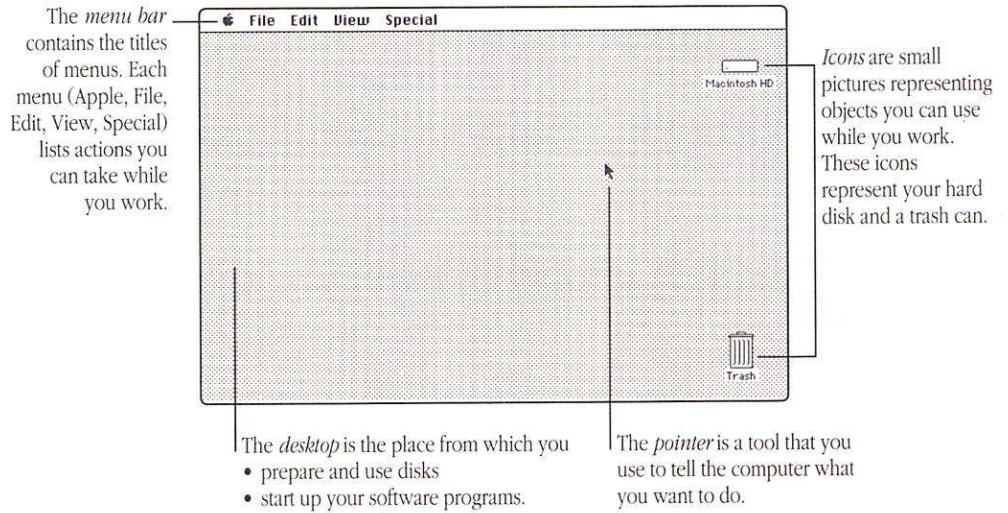 The menu bar
contains the titles
of menus. Each
menu (Apple, File,
Edit, View, Special)
lists actions you
can take while
you work.
File Edit View Special
Macintosh HD
Trash
Icons are small
pictures representing
objects you can use
while you work.
These icons
represent your hard
disk and a trash can.
The desktop is the place from which you
• prepare and use disks
• start up your software programs.
The pointer is a tool that you
use to tell the computer what
you want to do.